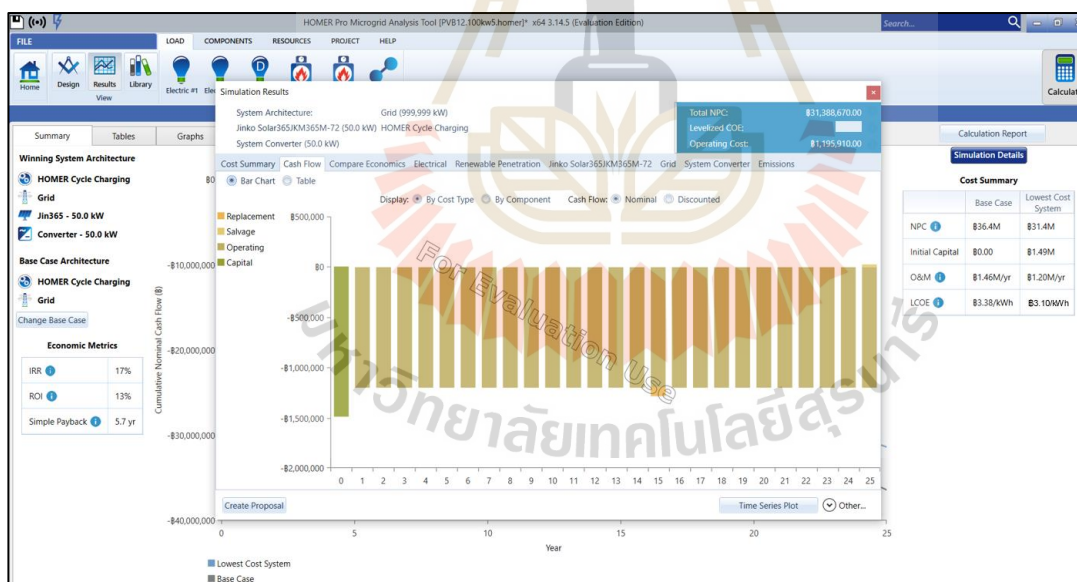 HOMER Pro Microgrid Analysis Tool [PVB12.100kw5.homer]* x64 3.14.5 (Evaluation Edition)
Search...
FILE
LOAD COMPONENTS RESOURCES PROJECT HELP
Home
Design
Results
Library
View
Electric #1
Calculate
Summary Tables Graphs
Calculation Report
Winning System Architecture
HOMER Cycle Charging
Grid
Jin365 - 50.0 kW
Converter - 50.0 kW
Base Case Architecture
HOMER Cycle Charging
Grid
Change Base Case
Economic Metrics
IRR 17%
ROI 13%
Simple Payback 5.7 yr
Simulation Results
System Architecture: Grid (999,999 kW)
Jinko Solar365JKM365M-72 (50.0 kW) HOMER Cycle Charging
System Converter (50.0 kW)
Total NPC: ฿31,388,670.00
Levelized COE:
Operating Cost: ฿1,195,910.00
Cost Summary Cash Flow Compare Economics Electrical Renewable Penetration Jinko Solar365JKM365M-72 Grid System Converter Emissions
Bar Chart Table
Display: By Cost Type By Component Cash Flow: Nominal Discounted
Replacement
Salvage
Operating
Capital
฿500,000
฿0
-฿500,000
-฿1,000,000
-฿1,500,000
-฿2,000,000
0 1 2 3 4 5 6 7 8 9 10 11 12 13 14 15 16 17 18 19 20 21 22 23 24 25
For Evaluation Use
มหาวิทยาลัยเทคโนโลยีสุรนารี
Create Proposal
Time Series Plot
Other...
Cumulative Nominal Cash Flow (฿)
฿0
-฿10,000,000
-฿20,000,000
-฿30,000,000
-฿40,000,000
0 5 10 15 20 25
Year
Lowest Cost System
Base Case
Simulation Details
Cost Summary
Base Case Lowest Cost System
NPC ฿36.4M ฿31.4M
Initial Capital ฿0.00 ฿1.49M
O&M ฿1.46M/yr ฿1.20M/yr
LCOE ฿3.38/kWh ฿3.10/kWh